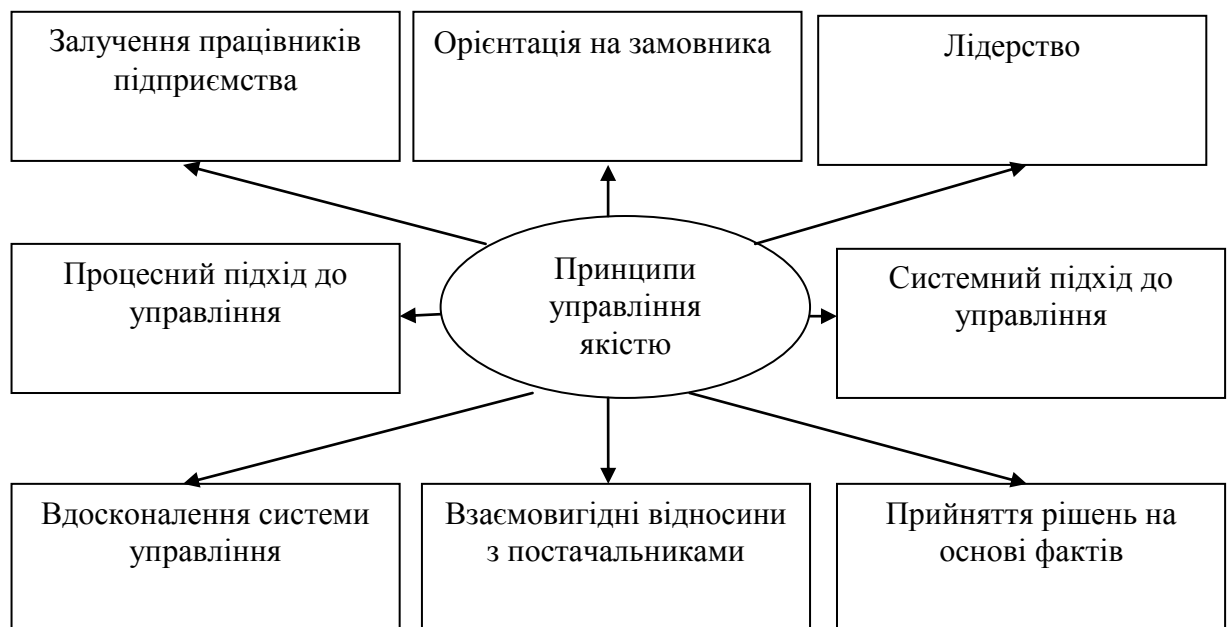 Залучення працівників
підприємства
Орієнтація на замовника
Лідерство
Процесний підхід до
управління
Принципи
управління
якістю
Системний підхід до
управління
Вдосконалення системи
управління
Взаємовигідні відносини
з постачальниками
Прийняття рішень на
основі фактів